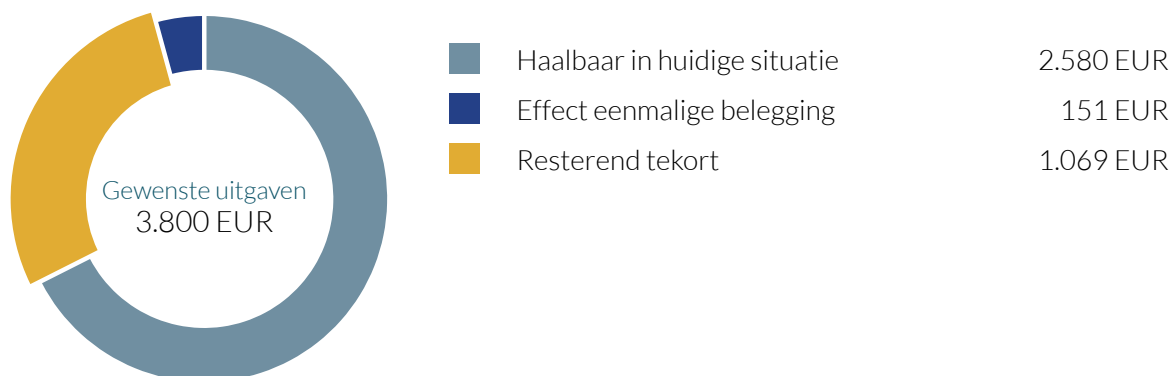 Haalbaar in huidige situatie 2.580 EUR
Effect eenmalige belegging 151 EUR
Resterend tekort 1.069 EUR
Gewenste uitgaven
3.800 EUR